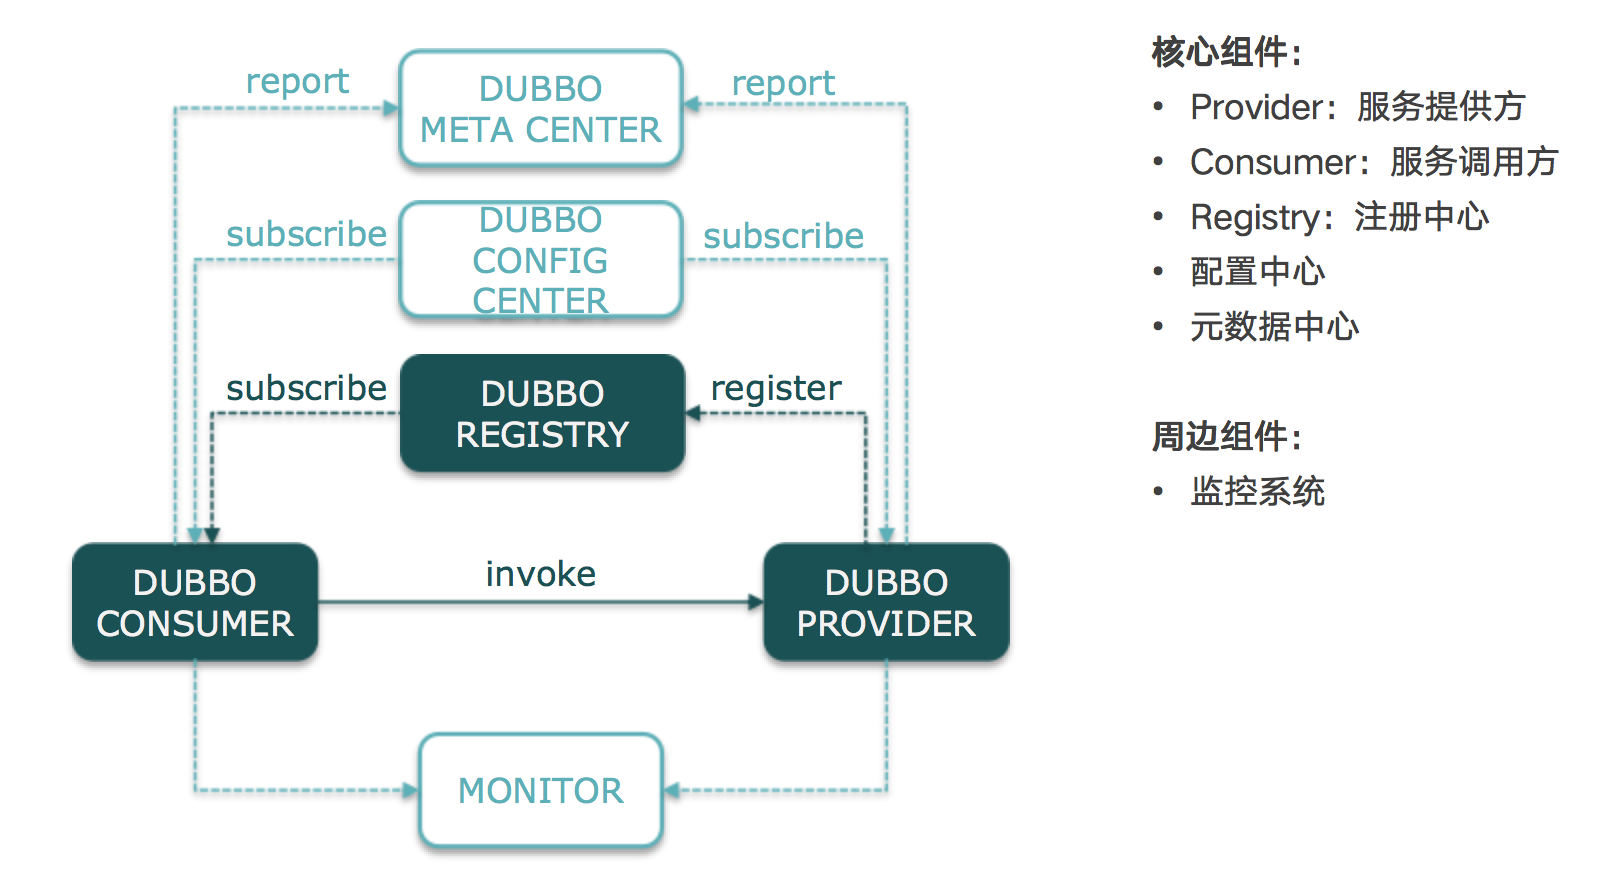 report
DUBBO
META CENTER
report
subscribe
DUBBO
CONFIG
CENTER
subscribe
subscribe
DUBBO
REGISTRY
register
DUBBO
CONSUMER
invoke
DUBBO
PROVIDER
MONITOR
核心组件：
• Provider：服务提供方
• Consumer：服务调用方
• Registry：注册中心
• 配置中心
• 元数据中心
周边组件：
• 监控系统